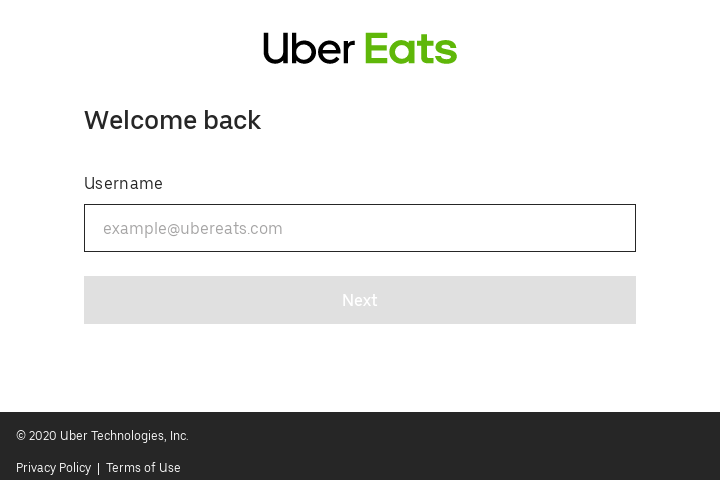 Uber Eats
Welcome back
Username
example@ubereats.com
Next
© 2020 Uber Technologies, Inc.
Privacy Policy | Terms of Use